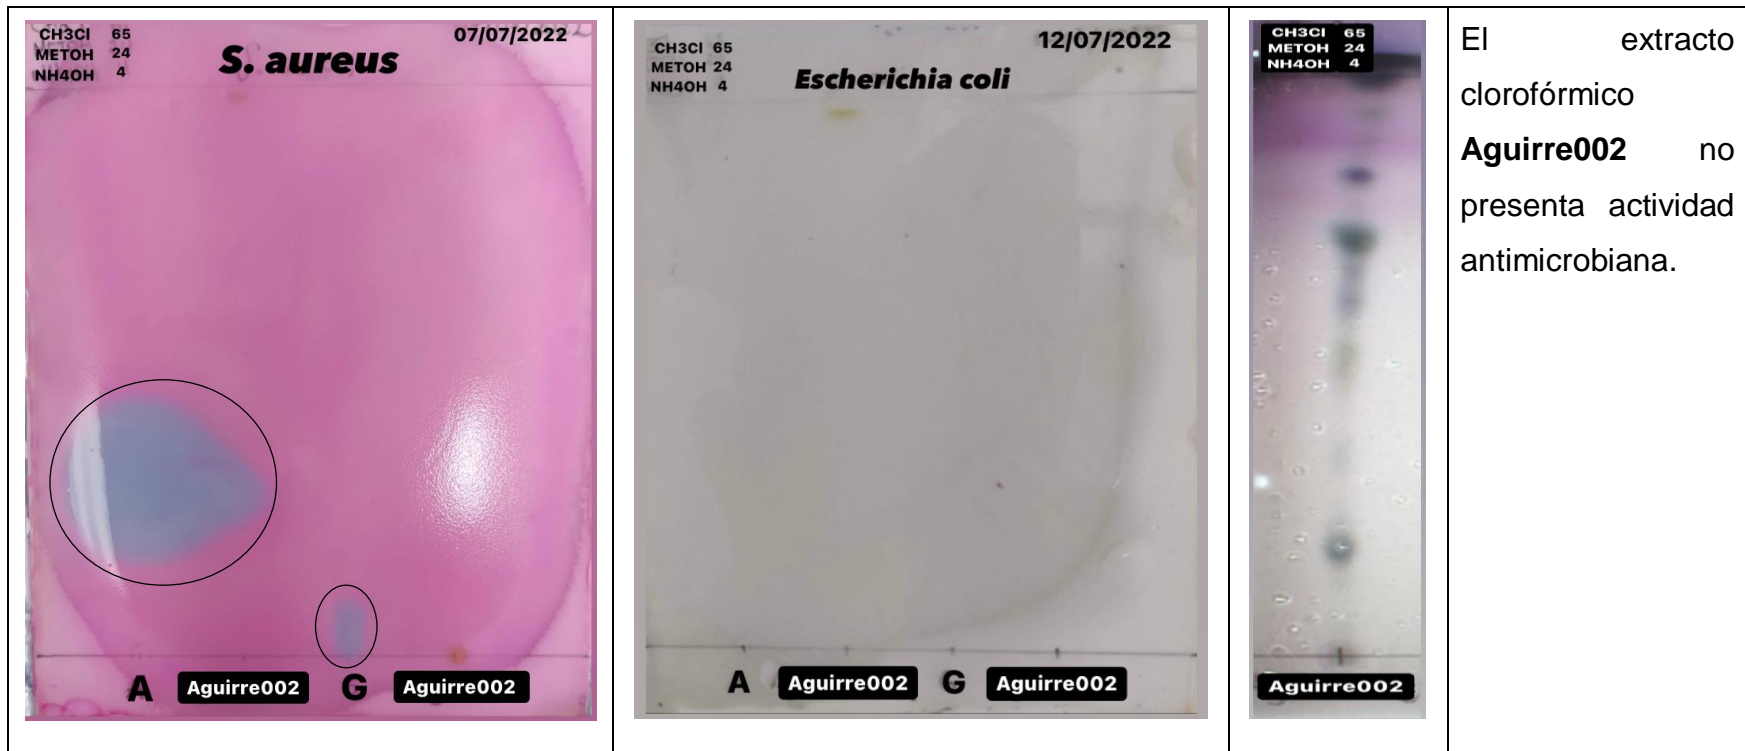 CH3Cl 65
METOH 24
NH4OH 4
07/07/2022
S. aureus
A Aguirre002 G Aguirre002
CH3Cl 65
METOH 24
NH4OH 4
12/07/2022
Escherichia coli
A Aguirre002 G Aguirre002
CH3Cl 65
METOH 24
NH4OH 4
Aguirre002
El extracto
clorofórmico
Aguirre002 no
presenta actividad
antimicrobiana.